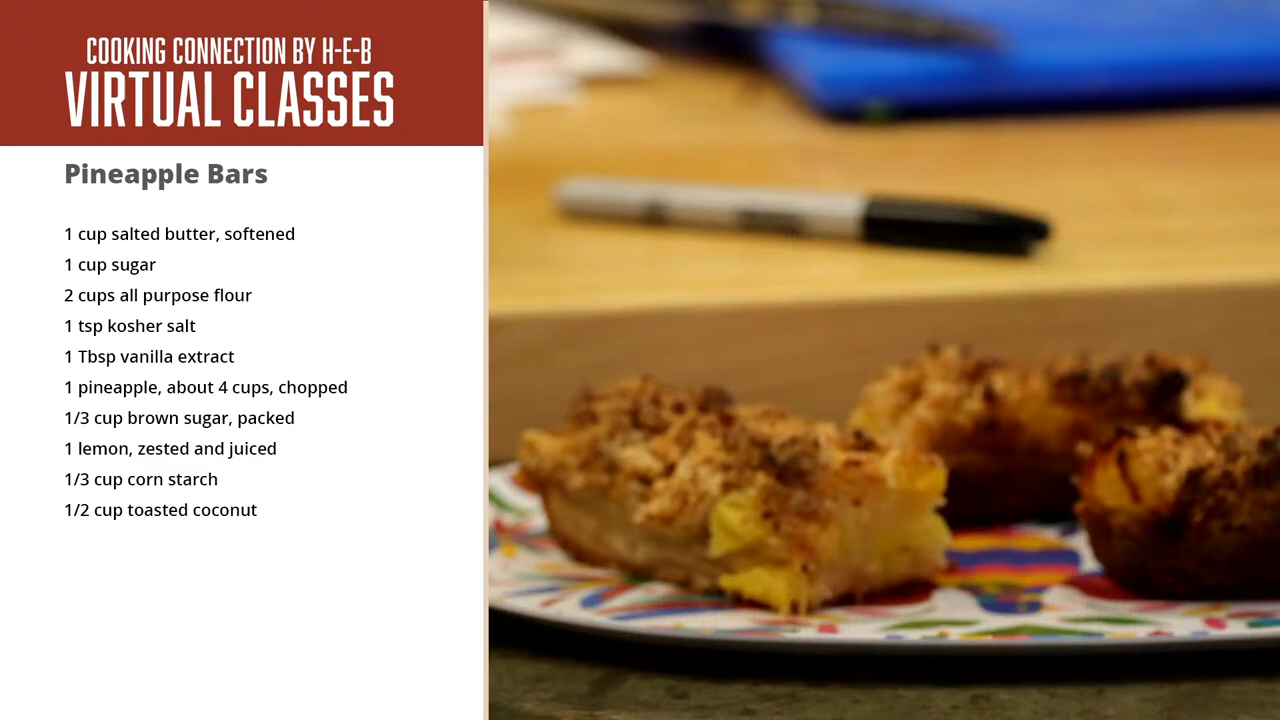 COOKING CONNECTION BY H-E-B
VIRTUAL CLASSES
Pineapple Bars
1 cup salted butter, softened
1 cup sugar
2 cups all purpose flour
1 tsp kosher salt
1 Tbsp vanilla extract
1 pineapple, about 4 cups, chopped
1/3 cup brown sugar, packed
1 lemon, zested and juiced
1/3 cup corn starch
1/2 cup toasted coconut